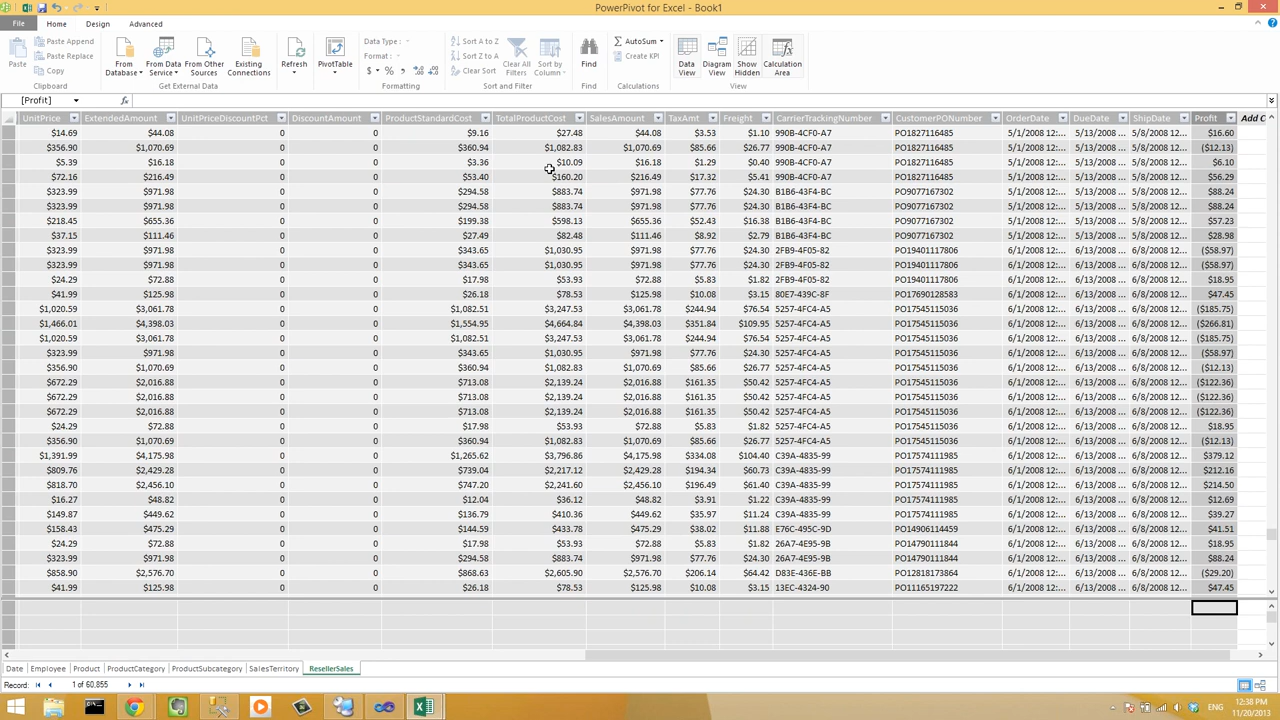 PowerPivot for Excel - Book1
File Home Design Advanced
Paste
Paste Append
Paste Replace
Copy
Clipboard
From Database
From Data Service
From Other Sources
Existing Connections
Get External Data
Refresh
PivotTable
Data Type :
Format :
$ % ,
Formatting
Sort A to Z
Sort Z to A
Clear Sort
Clear All Filters
Sort by Column
Sort and Filter
Find
Find
AutoSum
Create KPI
Calculations
Data View
Diagram View
Show Hidden
Calculation Area
View
[Profit] fx
UnitPrice ExtendedAmount UnitPriceDiscountPct DiscountAmount ProductStandardCost TotalProductCost SalesAmount TaxAmt Freight CarrierTrackingNumber CustomerPONumber OrderDate DueDate ShipDate Profit Add C
$14.69 $44.08 0 0 $9.16 $27.48 $44.08 $3.53 $1.10 990B-4CF0-A7 PO1827116485 5/1/2008 12:... 5/13/2008 ... 5/8/2008 12... $16.60
$356.90 $1,070.69 0 0 $360.94 $1,082.83 $1,070.69 $85.66 $26.77 990B-4CF0-A7 PO1827116485 5/1/2008 12:... 5/13/2008 ... 5/8/2008 12... ($12.13)
$5.39 $16.18 0 0 $3.36 $10.09 $16.18 $1.29 $0.40 990B-4CF0-A7 PO1827116485 5/1/2008 12:... 5/13/2008 ... 5/8/2008 12... $6.10
$72.16 $216.49 0 0 $53.40 $160.20 $216.49 $17.32 $5.41 990B-4CF0-A7 PO1827116485 5/1/2008 12:... 5/13/2008 ... 5/8/2008 12... $56.29
$323.99 $971.98 0 0 $294.58 $883.74 $971.98 $77.76 $24.30 B1B6-43F4-BC PO9077167302 5/1/2008 12:... 5/13/2008 ... 5/8/2008 12... $88.24
$323.99 $971.98 0 0 $294.58 $883.74 $971.98 $77.76 $24.30 B1B6-43F4-BC PO9077167302 5/1/2008 12:... 5/13/2008 ... 5/8/2008 12... $88.24
$218.45 $655.36 0 0 $199.38 $598.13 $655.36 $52.43 $16.38 B1B6-43F4-BC PO9077167302 5/1/2008 12:... 5/13/2008 ... 5/8/2008 12... $57.23
$37.15 $111.46 0 0 $27.49 $82.48 $111.46 $8.92 $2.79 B1B6-43F4-BC PO9077167302 5/1/2008 12:... 5/13/2008 ... 5/8/2008 12... $28.98
$323.99 $971.98 0 0 $343.65 $1,030.95 $971.98 $77.76 $24.30 2FB9-4F05-82 PO19401117806 6/1/2008 12:... 6/13/2008 ... 6/8/2008 12... ($58.97)
$323.99 $971.98 0 0 $343.65 $1,030.95 $971.98 $77.76 $24.30 2FB9-4F05-82 PO19401117806 6/1/2008 12:... 6/13/2008 ... 6/8/2008 12... ($58.97)
$24.29 $72.88 0 0 $17.98 $53.93 $72.88 $5.83 $1.82 2FB9-4F05-82 PO19401117806 6/1/2008 12:... 6/13/2008 ... 6/8/2008 12... $18.95
$41.99 $125.98 0 0 $26.18 $78.53 $125.98 $10.08 $3.15 80E7-439C-8F PO17690128583 6/1/2008 12:... 6/13/2008 ... 6/8/2008 12... $47.45
$1,020.59 $3,061.78 0 0 $1,082.51 $3,247.53 $3,061.78 $244.94 $76.54 5257-4FC4-A5 PO17545115036 6/1/2008 12:... 6/13/2008 ... 6/8/2008 12... ($185.75)
$1,466.01 $4,398.03 0 0 $1,554.95 $4,664.84 $4,398.03 $351.84 $109.95 5257-4FC4-A5 PO17545115036 6/1/2008 12:... 6/13/2008 ... 6/8/2008 12... ($266.81)
$1,020.59 $3,061.78 0 0 $1,082.51 $3,247.53 $3,061.78 $244.94 $76.54 5257-4FC4-A5 PO17545115036 6/1/2008 12:... 6/13/2008 ... 6/8/2008 12... ($185.75)
$323.99 $971.98 0 0 $343.65 $1,030.95 $971.98 $77.76 $24.30 5257-4FC4-A5 PO17545115036 6/1/2008 12:... 6/13/2008 ... 6/8/2008 12... ($58.97)
$356.90 $1,070.69 0 0 $360.94 $1,082.83 $1,070.69 $85.66 $26.77 5257-4FC4-A5 PO17545115036 6/1/2008 12:... 6/13/2008 ... 6/8/2008 12... ($12.13)
$672.29 $2,016.88 0 0 $713.08 $2,139.24 $2,016.88 $161.35 $50.42 5257-4FC4-A5 PO17545115036 6/1/2008 12:... 6/13/2008 ... 6/8/2008 12... ($122.36)
$672.29 $2,016.88 0 0 $713.08 $2,139.24 $2,016.88 $161.35 $50.42 5257-4FC4-A5 PO17545115036 6/1/2008 12:... 6/13/2008 ... 6/8/2008 12... ($122.36)
$672.29 $2,016.88 0 0 $713.08 $2,139.24 $2,016.88 $161.35 $50.42 5257-4FC4-A5 PO17545115036 6/1/2008 12:... 6/13/2008 ... 6/8/2008 12... ($122.36)
$24.29 $72.88 0 0 $17.98 $53.93 $72.88 $5.83 $1.82 5257-4FC4-A5 PO17545115036 6/1/2008 12:... 6/13/2008 ... 6/8/2008 12... $18.95
$356.90 $1,070.69 0 0 $360.94 $1,082.83 $1,070.69 $85.66 $26.77 5257-4FC4-A5 PO17545115036 6/1/2008 12:... 6/13/2008 ... 6/8/2008 12... ($12.13)
$1,391.99 $4,175.98 0 0 $1,265.62 $3,796.86 $4,175.98 $334.08 $104.40 C39A-4835-99 PO17574111985 6/1/2008 12:... 6/13/2008 ... 6/8/2008 12... $379.12
$809.76 $2,429.28 0 0 $739.04 $2,217.12 $2,429.28 $194.34 $60.73 C39A-4835-99 PO17574111985 6/1/2008 12:... 6/13/2008 ... 6/8/2008 12... $212.16
$818.70 $2,456.10 0 0 $747.20 $2,241.60 $2,456.10 $196.49 $61.40 C39A-4835-99 PO17574111985 6/1/2008 12:... 6/13/2008 ... 6/8/2008 12... $214.50
$16.27 $48.82 0 0 $12.04 $36.12 $48.82 $3.91 $1.22 C39A-4835-99 PO17574111985 6/1/2008 12:... 6/13/2008 ... 6/8/2008 12... $12.69
$149.87 $449.62 0 0 $136.79 $410.36 $449.62 $35.97 $11.24 C39A-4835-99 PO17574111985 6/1/2008 12:... 6/13/2008 ... 6/8/2008 12... $39.27
$158.43 $475.29 0 0 $144.59 $433.78 $475.29 $38.02 $11.88 E76C-495C-9D PO14906114459 6/1/2008 12:... 6/13/2008 ... 6/8/2008 12... $41.51
$24.29 $72.88 0 0 $17.98 $53.93 $72.88 $5.83 $1.82 26A7-4E95-9B PO14790111844 6/1/2008 12:... 6/13/2008 ... 6/8/2008 12... $18.95
$323.99 $971.98 0 0 $294.58 $883.74 $971.98 $77.76 $24.30 26A7-4E95-9B PO14790111844 6/1/2008 12:... 6/13/2008 ... 6/8/2008 12... $88.24
$858.90 $2,576.70 0 0 $868.63 $2,605.90 $2,576.70 $206.14 $64.42 D83E-436E-BB PO12818173864 6/1/2008 12:... 6/13/2008 ... 6/8/2008 12... ($29.20)
$41.99 $125.98 0 0 $26.18 $78.53 $125.98 $10.08 $3.15 13EC-4324-90 PO11165197222 6/1/2008 12:... 6/13/2008 ... 6/8/2008 12... $47.45
Date Employee Product ProductCategory ProductSubcategory SalesTerritory ResellerSales
Record: 1 of 60,855
ENG 12:38 PM
11/20/2013